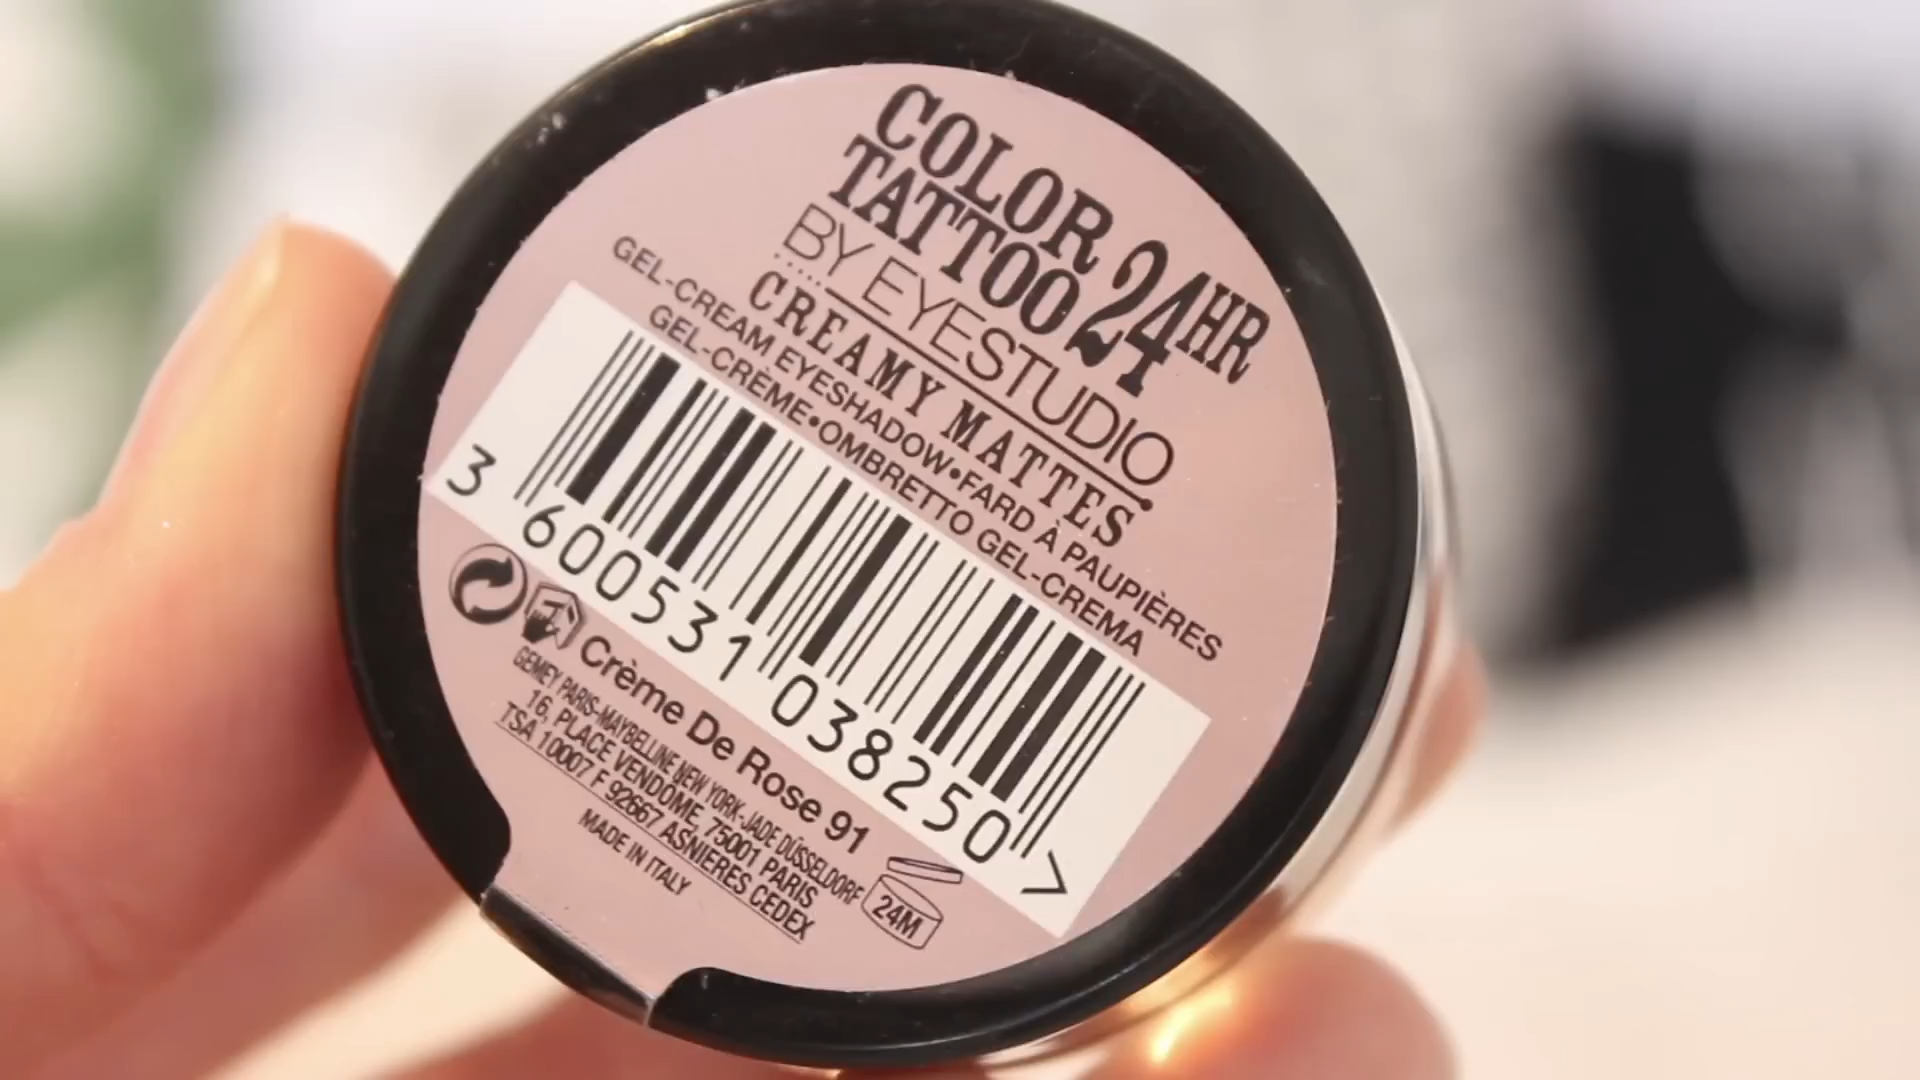 COLOR
TATTOO 24HR
BY EYESTUDIO
CREAMY MATTES
GEL-CREAM EYESHADOW•FARD À PAUPIÈRES
GEL-CRÈME•OMBRETTO GEL-CREMA
3 600531 038250 >
Crème De Rose 91
GEMEY PARIS-MAYBELLINE NEW YORK-JADE DÜSSELDORF
16, PLACE VENDÔME 75001 PARIS
TSA 10007 F 92667 ASNIERES CEDEX
MADE IN ITALY
24M